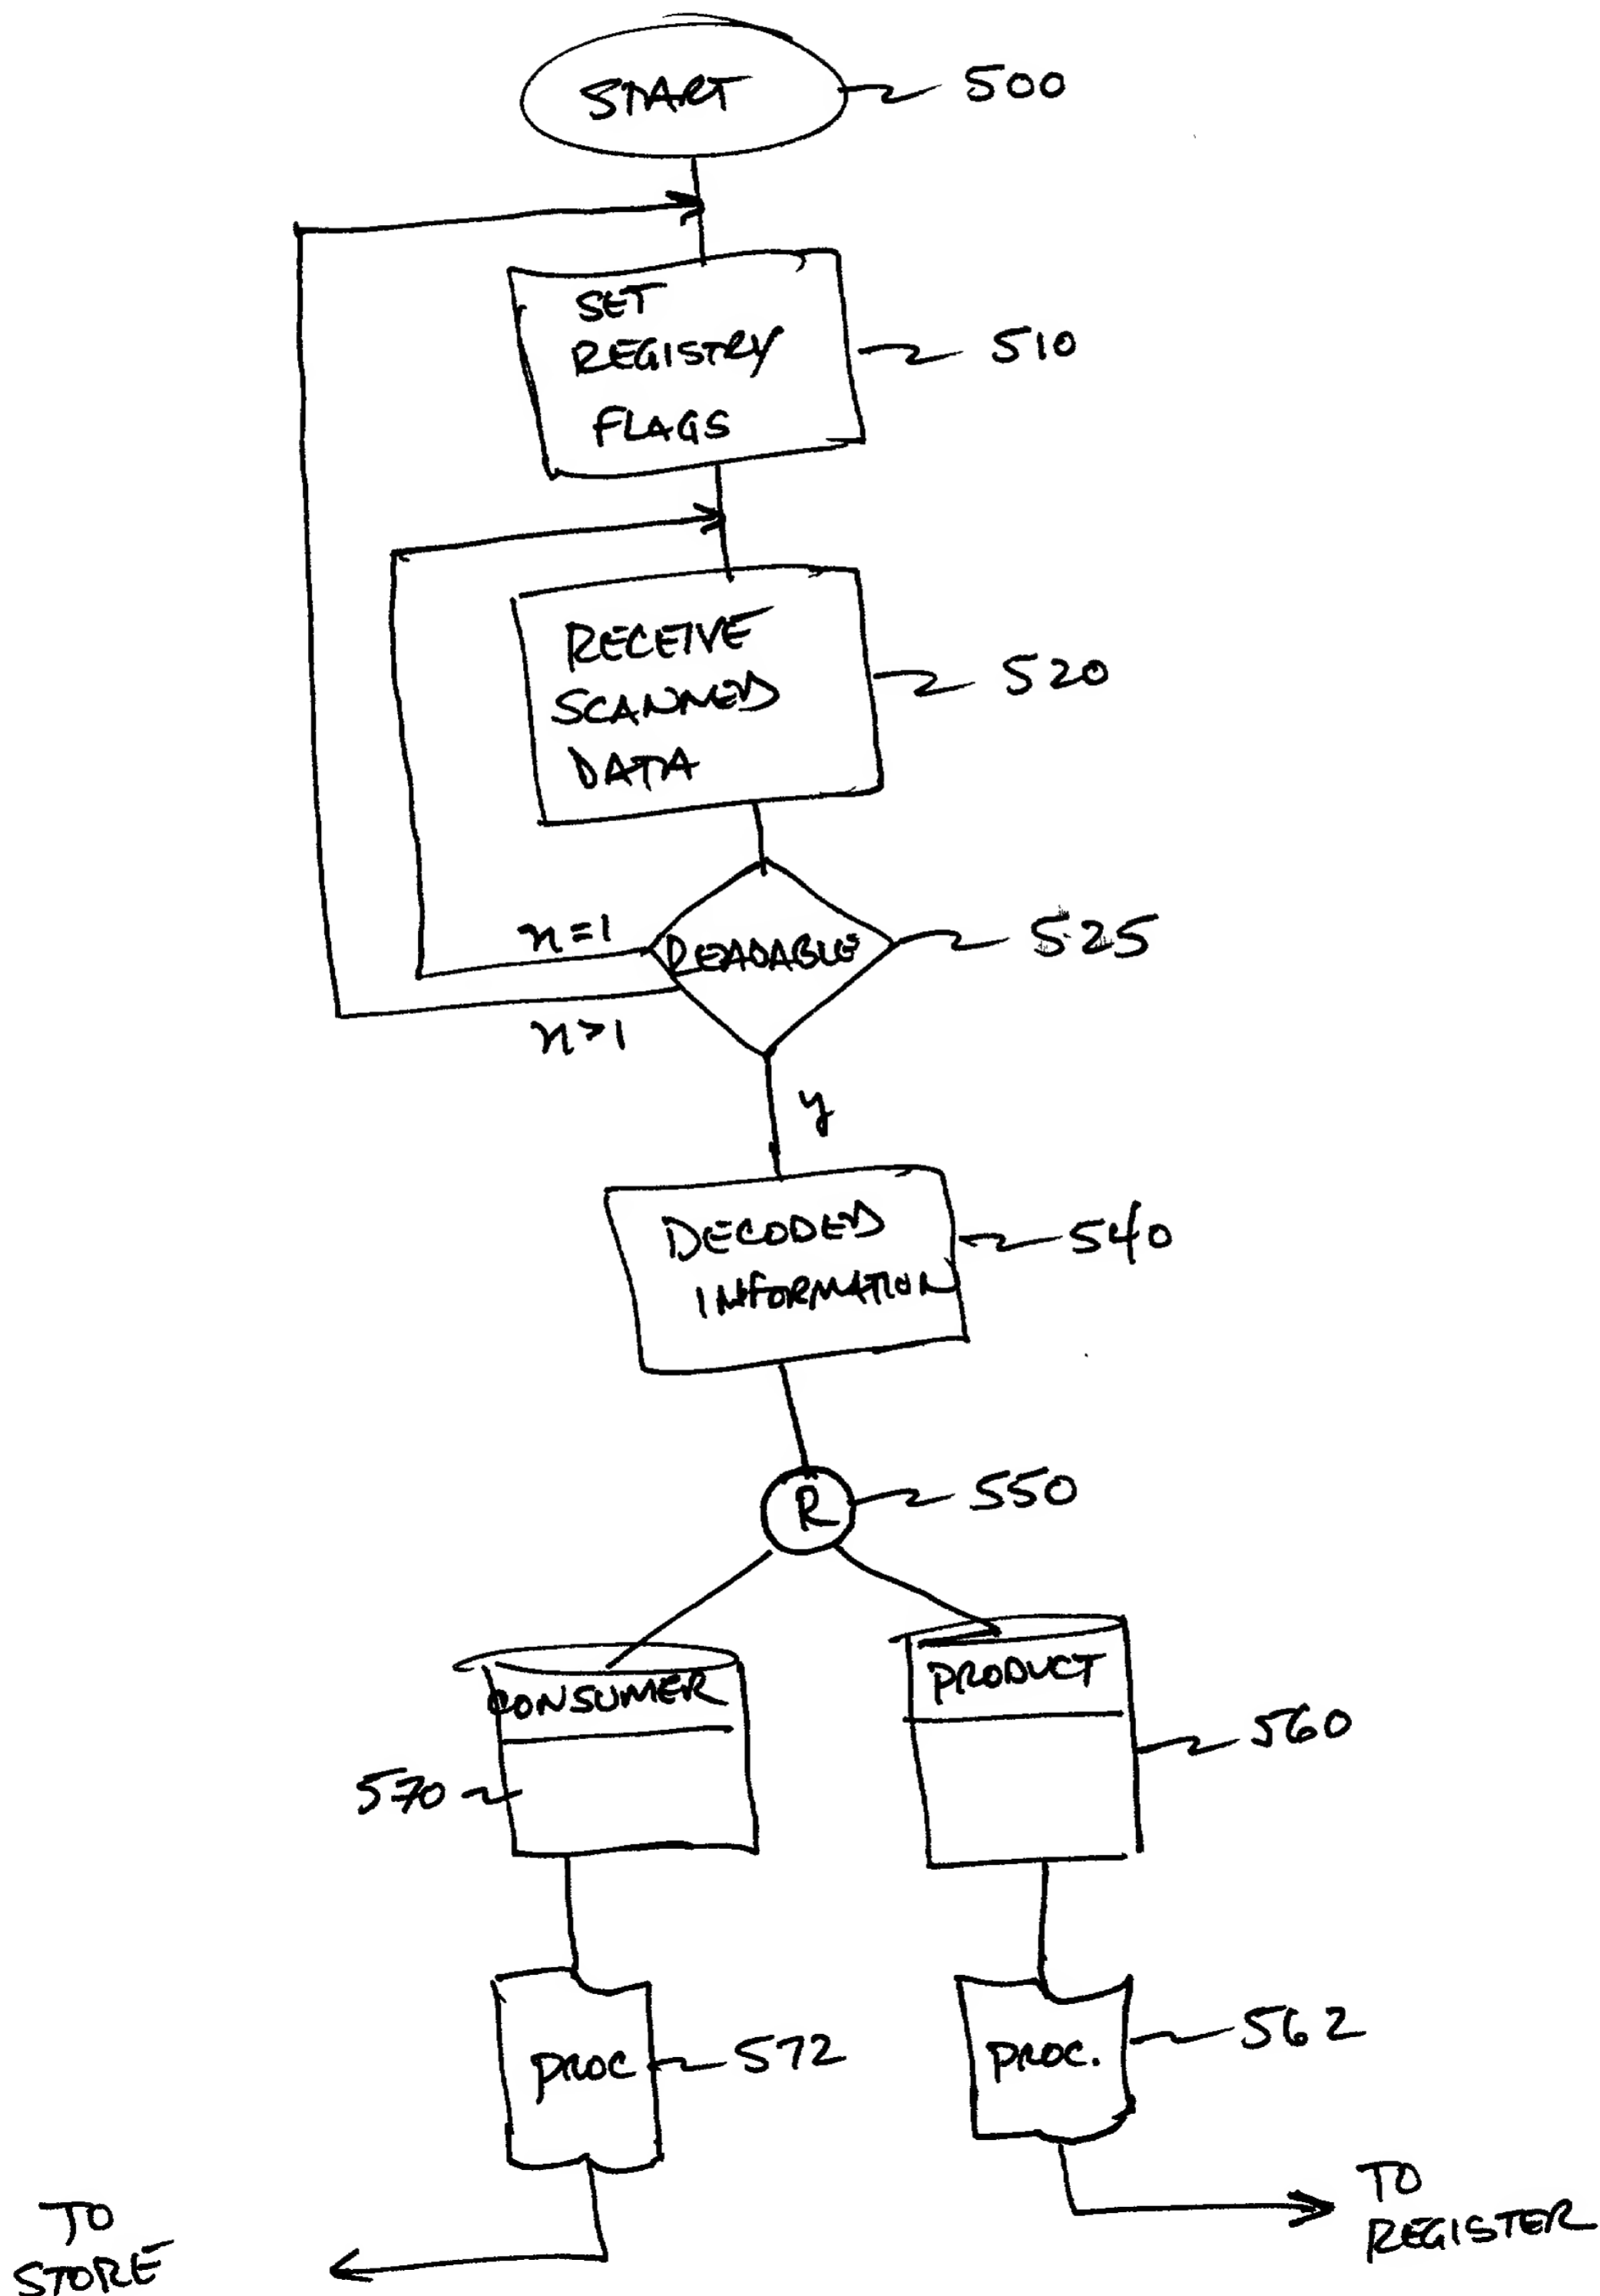 START
500
SET
REGISTRY
FLAGS
510
RECEIVE
SCANNED
DATA
520
n=1
READABLE
525
n>1
y
DECODED
INFORMATION
540
R
550
CONSUMER
PRODUCT
570
560
PROC
572
PROC.
562
TO
STORE
TO
REGISTER